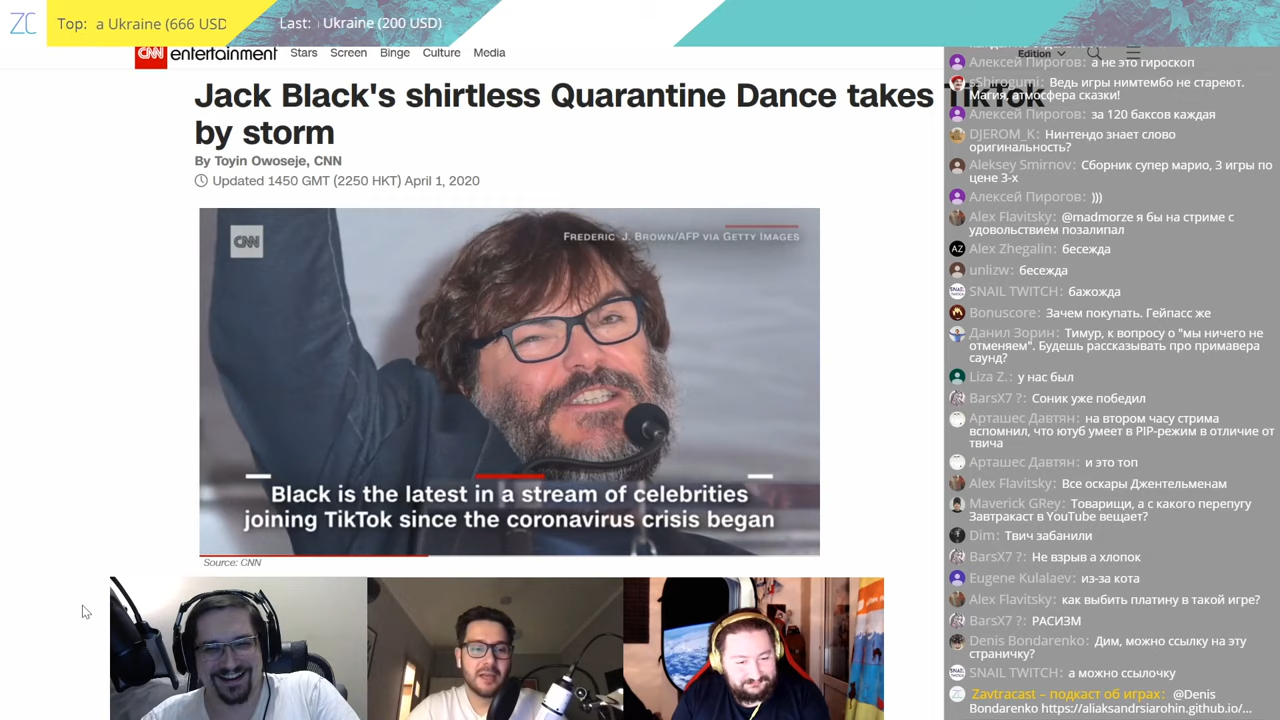 ZC Top: a Ukraine (666 USD Last: Ukraine (200 USD)
CNN entertainment Stars Screen Binge Culture Media Edition
Jack Black's shirtless Quarantine Dance takes TikTok
by storm
By Toyin Owoseje, CNN
Updated 1450 GMT (2250 HKT) April 1, 2020
CNN
FREDERIC J. BROWN/AFP VIA GETTY IMAGES
Black is the latest in a stream of celebrities
joining TikTok since the coronavirus crisis began
Source: CNN
Алексей Пирогов: а не это гироскоп
sShirogumi: Ведь игры нимтембо не стареют.
Магия, атмосфера сказки!
Алексей Пирогов: за 120 баксов каждая
DJEROM_K: Нинтендо знает слово
оригинальность?
Aleksey Smirnov: Сборник супер марио, 3 игры по
цене 3-х
Алексей Пирогов: )))
Alex Flavitsky: @madmorze я бы на стриме с
удовольствием позалипал
AZ Alex Zhegalin: бесежда
unlizw: бесежда
SNAIL TWITCH: бажожда
Bonuscore: Зачем покупать. Гейпасс же
Данил Зорин: Тимур, к вопросу о "мы ничего не
отменяем". Будешь рассказывать про примавера
саунд?
Liza Z.: у нас был
BarsX7 ?: Соник уже победил
Арташес Давтян: на втором часу стрима
вспомнил, что ютуб умеет в PIP-режим в отличие от
твича
Арташес Давтян: и это топ
Alex Flavitsky: Все оскары Джентельменам
Maverick GRey: Товарищи, а с какого перепугу
Завтракаст в YouTube вещает?
Dim: Твич забанили
BarsX7 ?: Не взрыв а хлопок
Eugene Kulalaev: из-за кота
Alex Flavitsky: как выбить платину в такой игре?
BarsX7 ?: РАСИЗМ
Denis Bondarenko: Дим, можно ссылку на эту
страничку?
SNAIL TWITCH: а можно ссылочку
ZC Zavtracast – подкаст об играх: @Denis
Bondarenko https://aliaksandrsiarohin.github.io/...